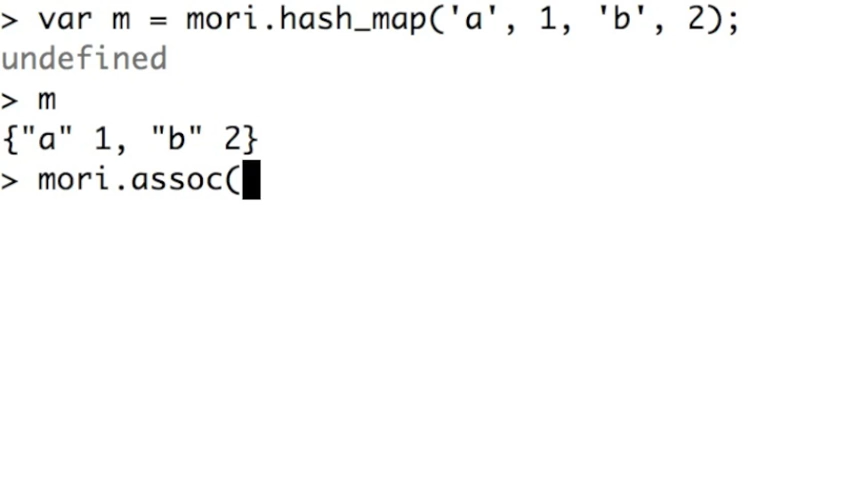 > var m = mori.hash_map('a', 1, 'b', 2);
undefined
> m
{"a" 1, "b" 2}
> mori.assoc(